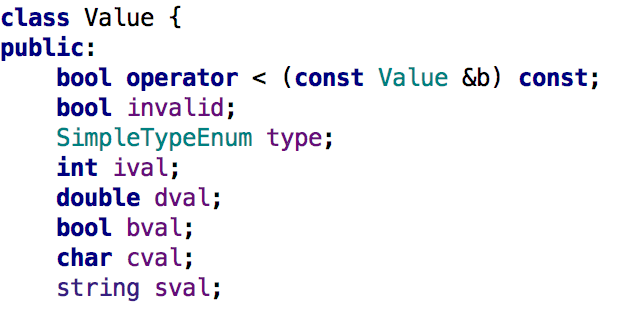 class Value {
public:
    bool operator < (const Value &b) const;
    bool invalid;
    SimpleTypeEnum type;
    int ival;
    double dval;
    bool bval;
    char cval;
    string sval;